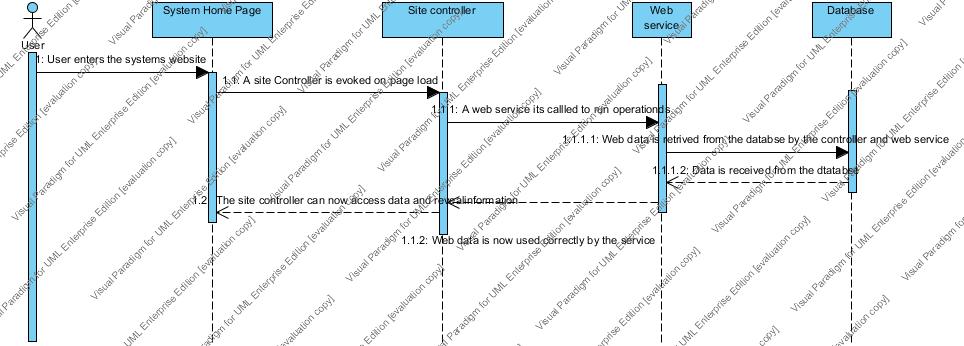 System Home Page
Site controller
Web
service
Database
User
1: User enters the systems website
1.1: A site Controller is evoked on page load
1.1.1: A web service its callled to run operationds
1.1.1.1: Web data is retrived from the databse by the controller and web service
1.1.1.2: Data is received from the dtatabse
1.2: The site controller can now access data and revealinformation
1.1.2: Web data is now used correctly by the service
Visual Paradigm for UML Enterprise Edition [evaluation copy]